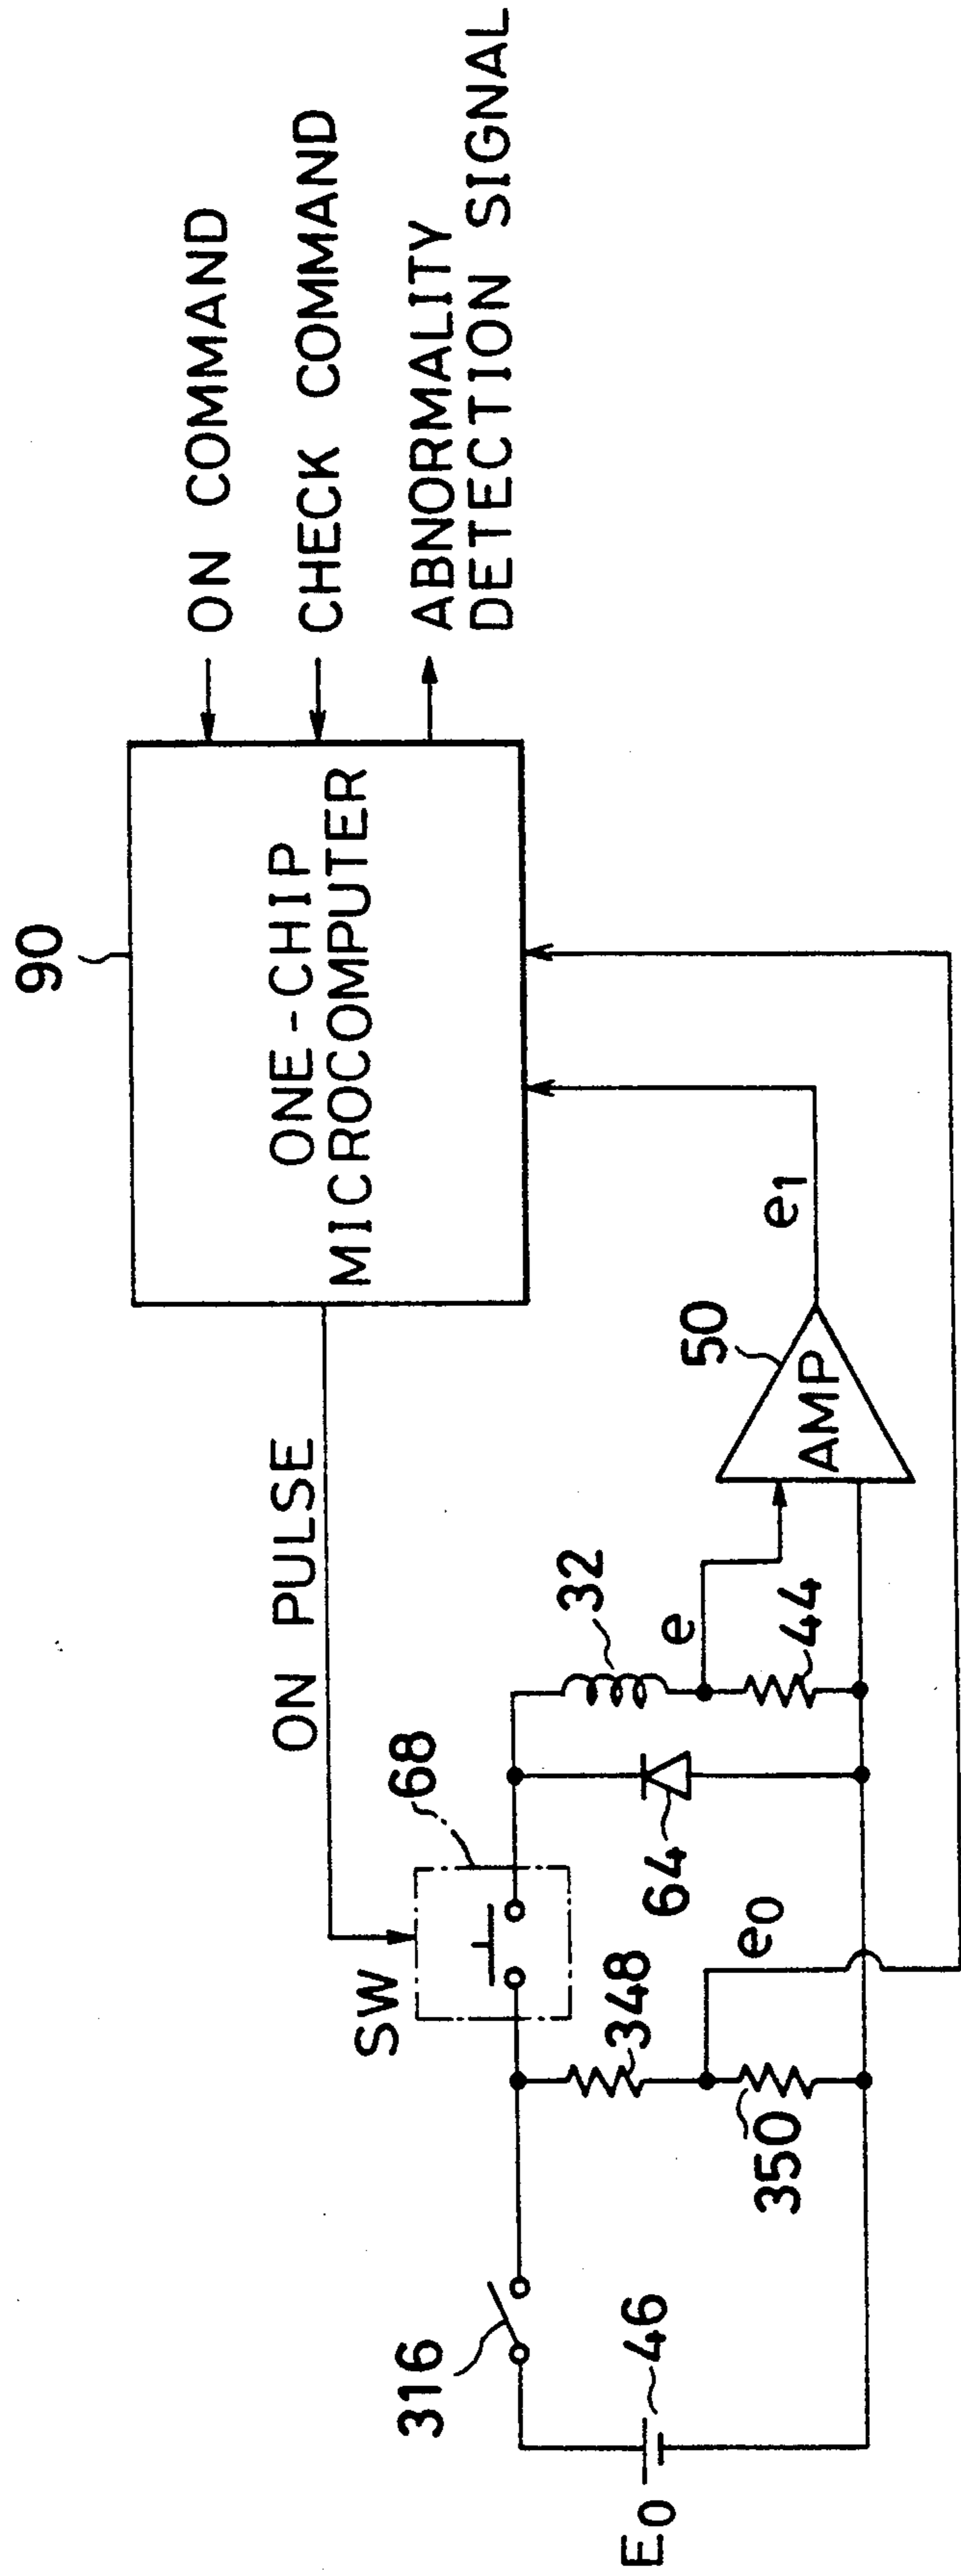 90
ONE-CHIP
MICROCOMPUTER
ON COMMAND
CHECK COMMAND
ABNORMALITY
DETECTION SIGNAL
ON PULSE
SW
68
32
e
44
64
50
AMP
e1
348
e0
350
316
46
E0